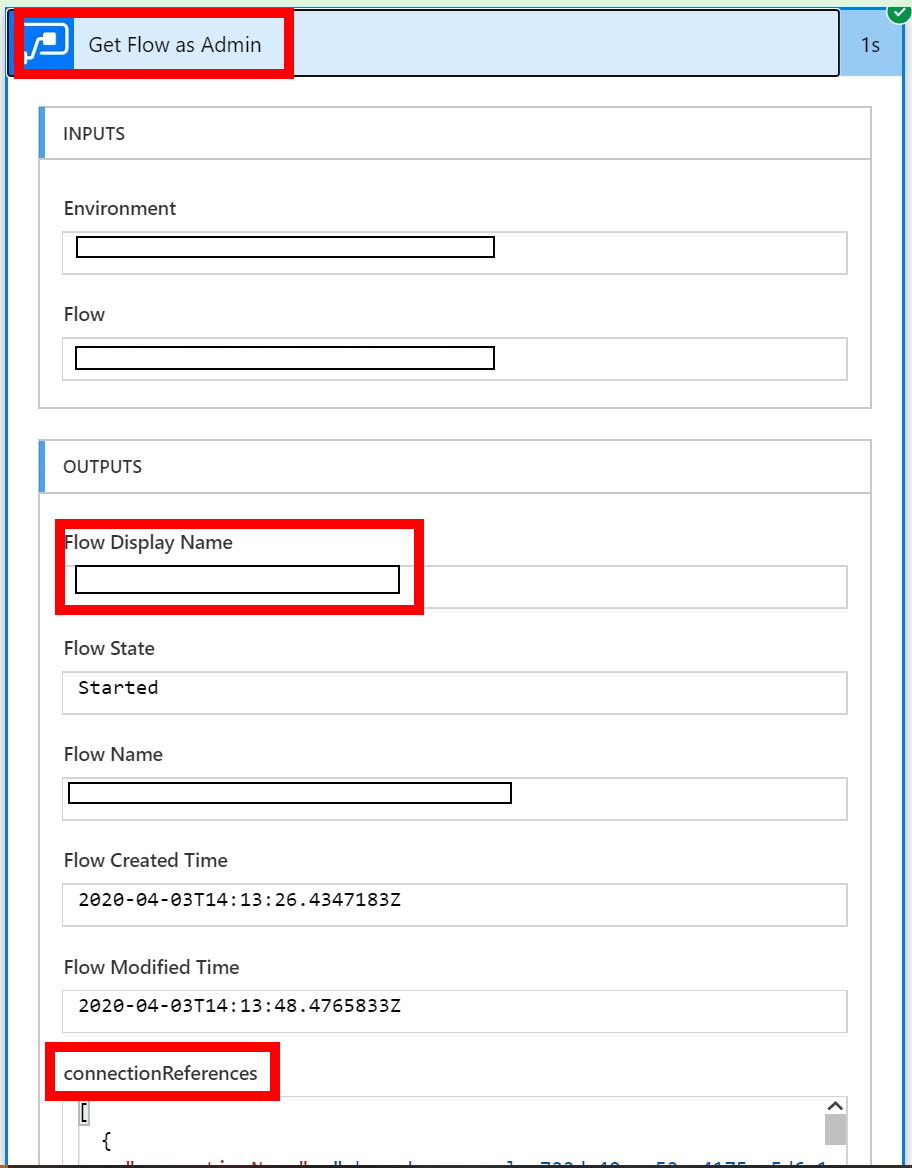 Get Flow as Admin
1s
INPUTS
Environment
Flow
OUTPUTS
Flow Display Name
Flow State
Started
Flow Name
Flow Created Time
2020-04-03T14:13:26.4347183Z
Flow Modified Time
2020-04-03T14:13:48.4765833Z
connectionReferences
[
{